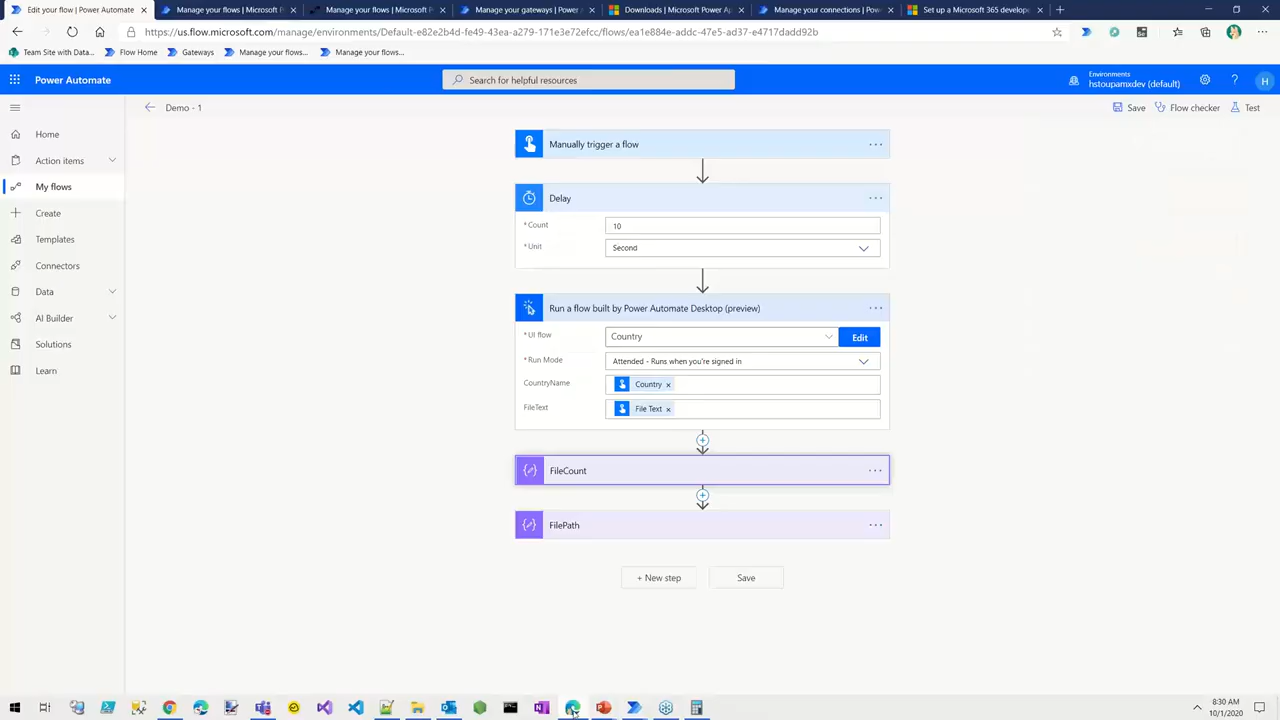 Edit your flow | Power Automate
Manage your flows | Microsoft P
Manage your flows | Microsoft P
Manage your gateways | Power A
Downloads | Microsoft Power Ap
Manage your connections | Powe
Set up a Microsoft 365 develope
https://us.flow.microsoft.com/manage/environments/Default-e82e2b4d-fe49-43ea-a279-171e3e72efcc/flows/ea1e884e-addc-47e5-ad37-e4717dadd92b
Team Site with Data...
Flow Home
Gateways
Manage your flows...
Manage your flows...
Power Automate
Search for helpful resources
Environments
hstoupamxdev (default)
?
H
Demo - 1
Save
Flow checker
Test
Home
Action items
My flows
Create
Templates
Connectors
Data
AI Builder
Solutions
Learn
Manually trigger a flow
Delay
* Count
10
* Unit
Second
Run a flow built by Power Automate Desktop (preview)
* UI flow
Country
Edit
* Run Mode
Attended - Runs when you're signed in
CountryName
Country ×
FileText
File Text ×
FileCount
FilePath
+ New step
Save
8:30 AM
10/1/2020